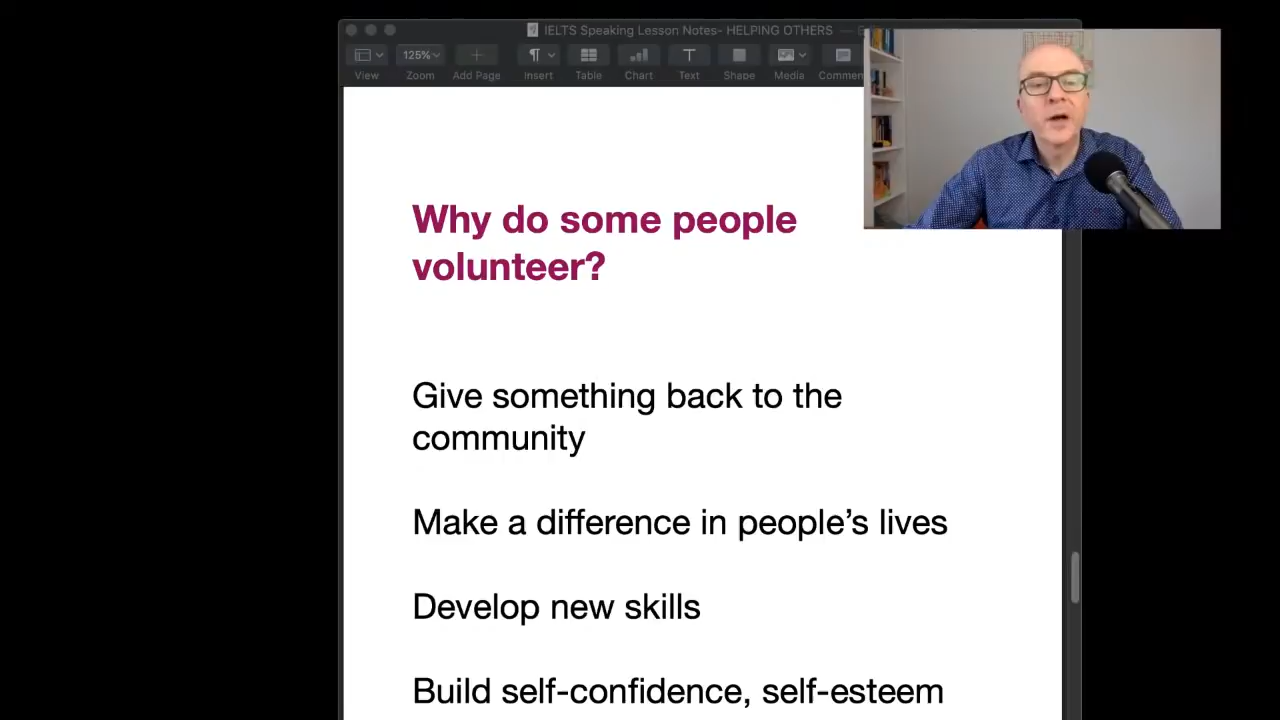 IELTS Speaking Lesson Notes- HELPING OTHERS —
125%
View
Zoom
Add Page
Insert
Table
Chart
Text
Shape
Media
Commen
Why do some people
volunteer?
Give something back to the
community
Make a difference in people’s lives
Develop new skills
Build self-confidence, self-esteem